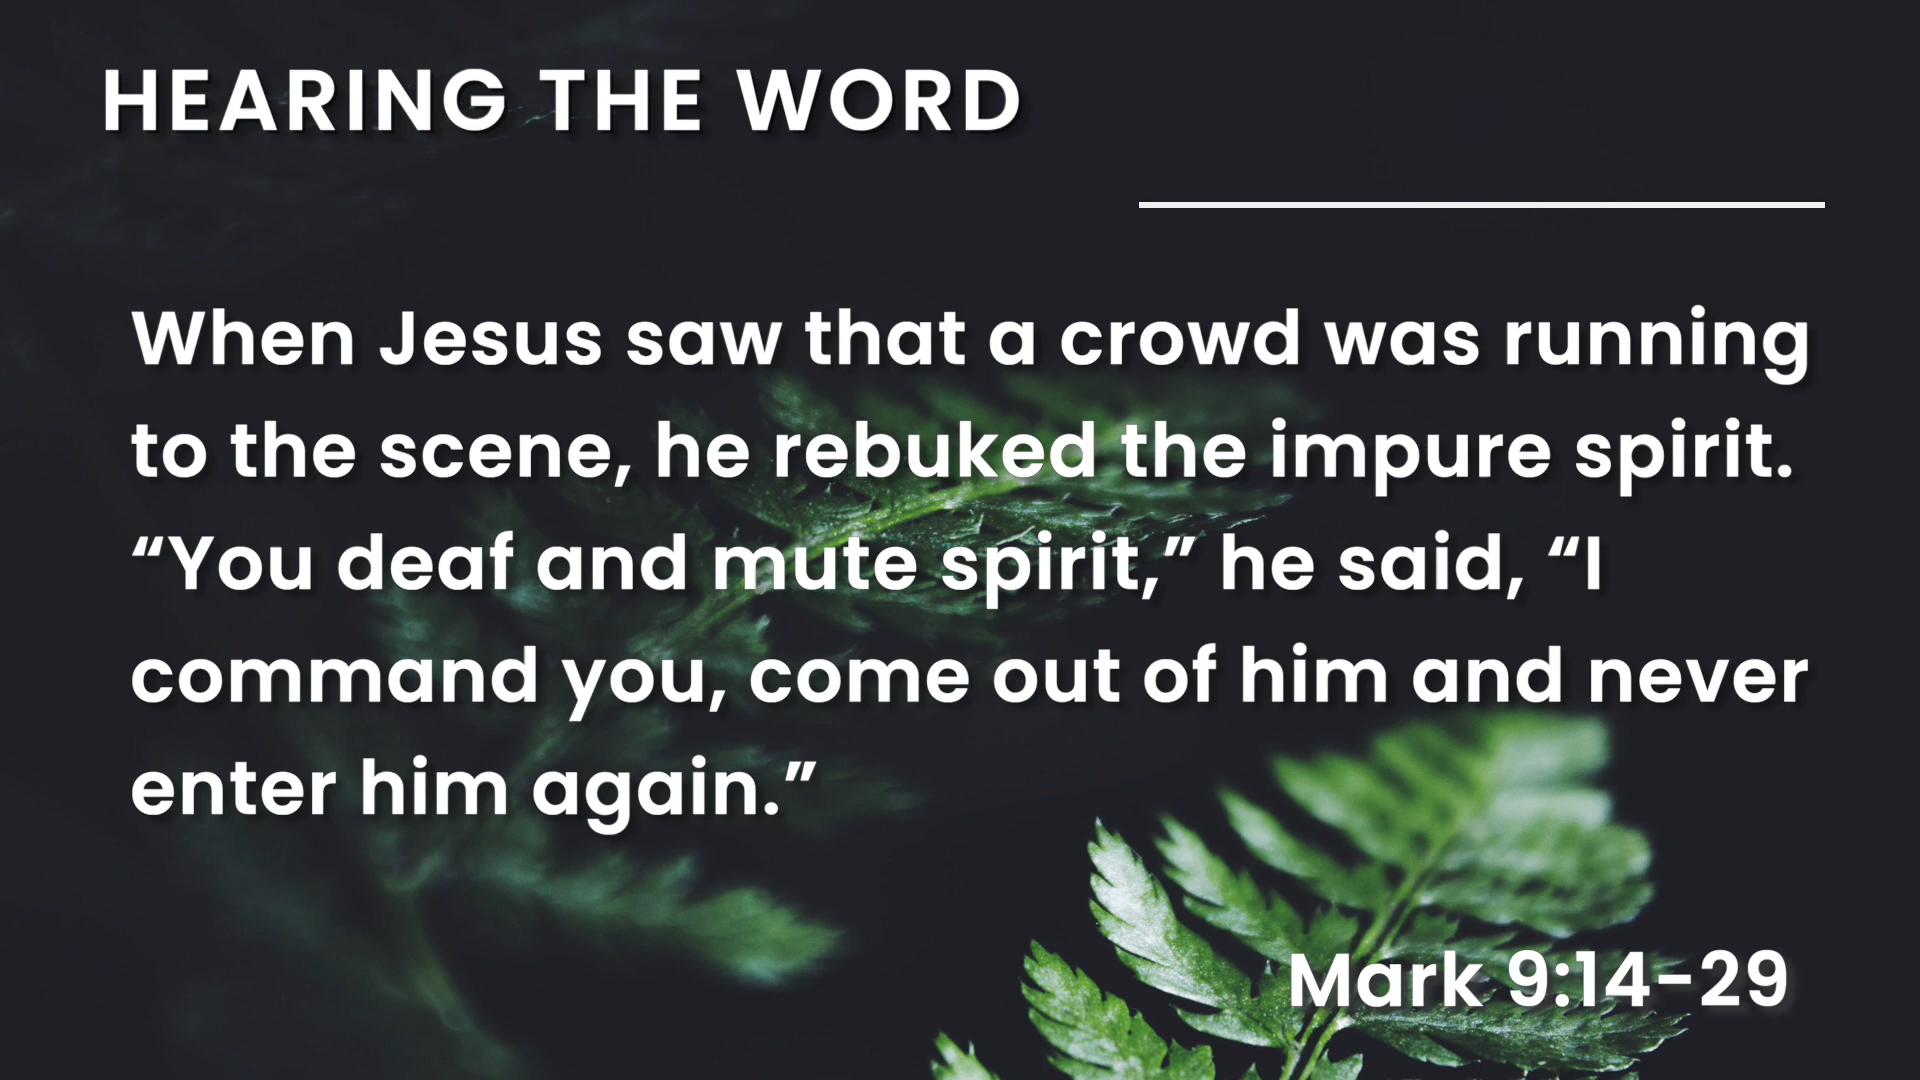 HEARING THE WORD
When Jesus saw that a crowd was running
to the scene, he rebuked the impure spirit.
“You deaf and mute spirit,” he said, “I
command you, come out of him and never
enter him again.”
Mark 9:14-29